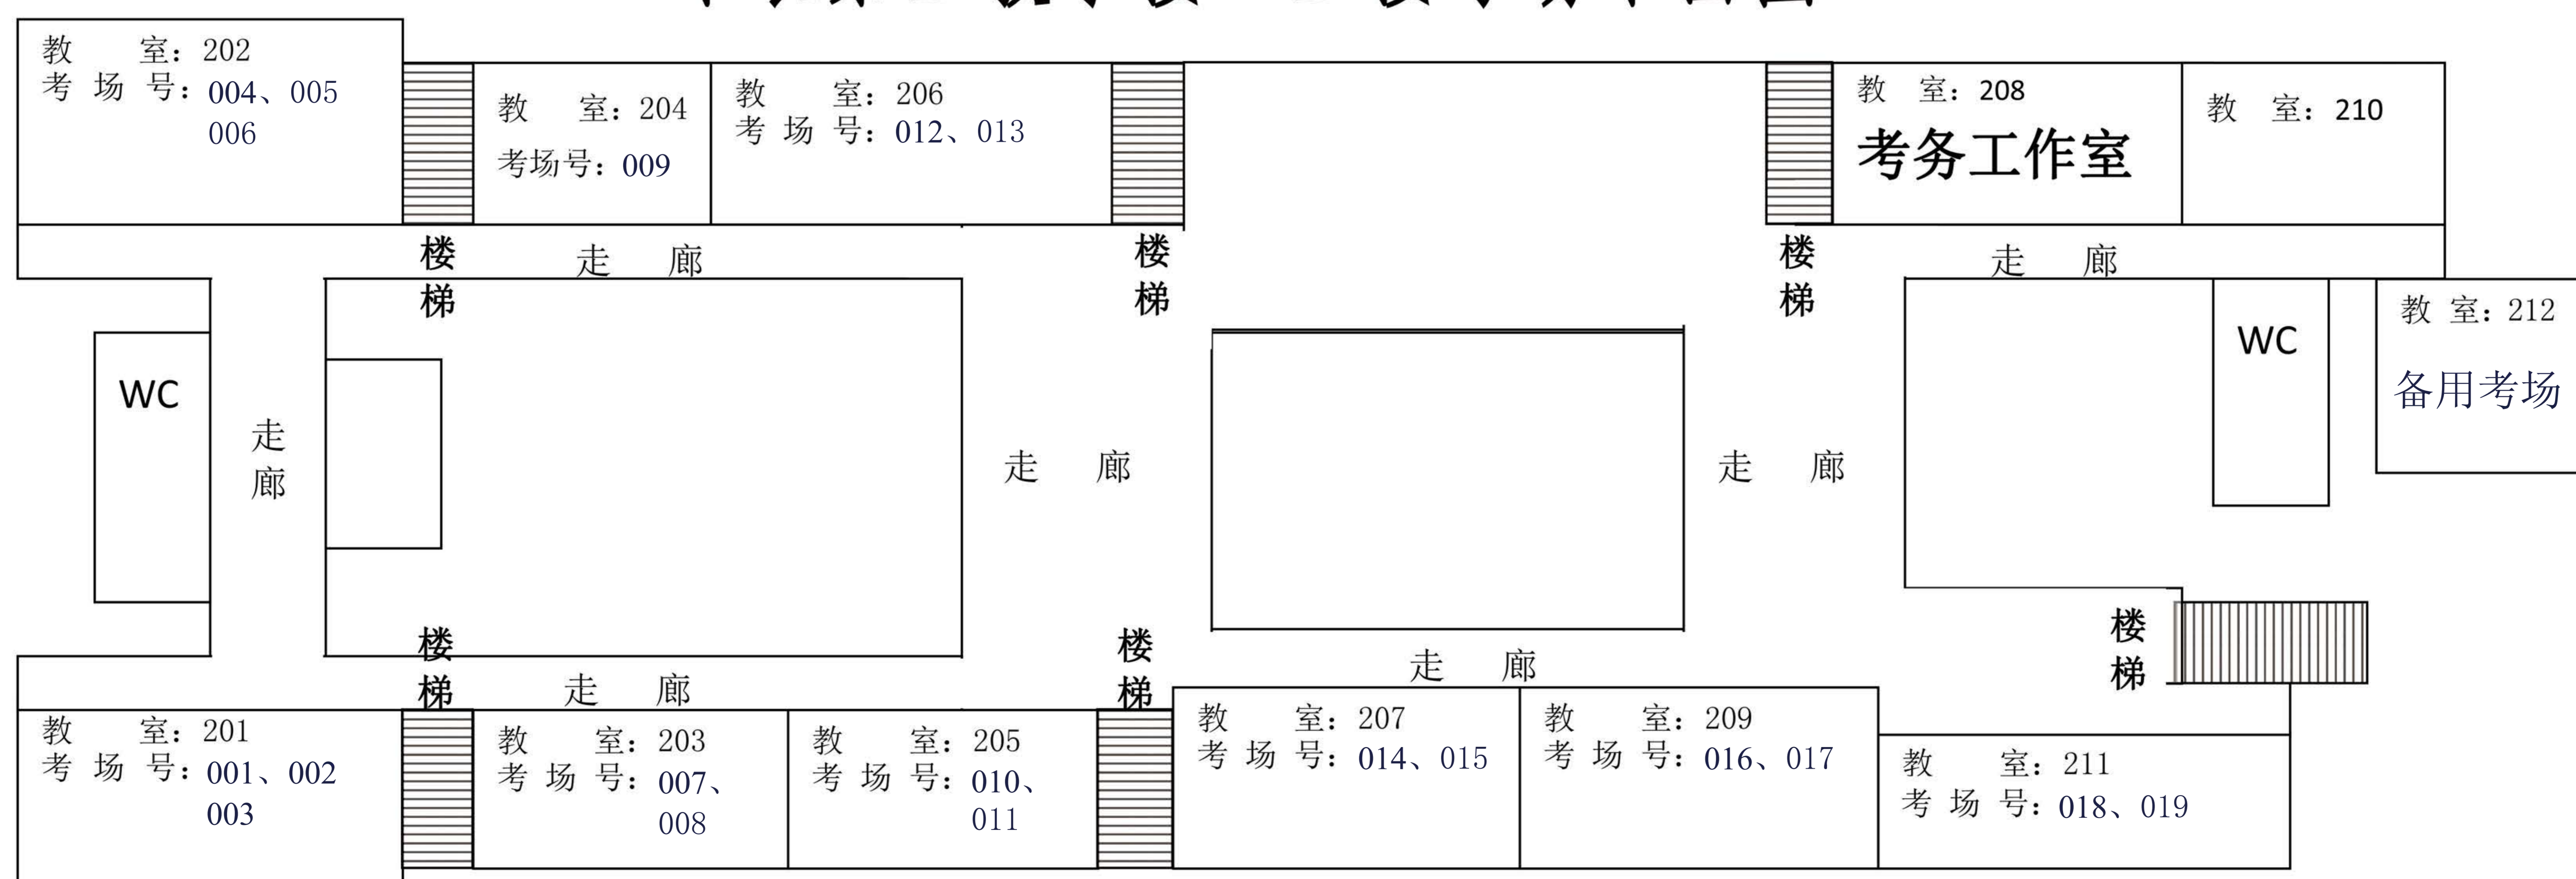 教 室：202
考 场 号：004、005
006
教 室：204
考场号：009
教 室：206
考 场 号：012、013
教 室：208
考务工作室
教 室：210
楼梯
走 廊
楼梯
楼梯
走 廊
教 室：212
备用考场
WC
WC
走廊
走 廊
走 廊
楼梯
走 廊
楼梯
走 廊
楼梯
教 室：201
考 场 号：001、002
003
教 室：203
考 场 号：007、
008
教 室：205
考 场 号：010、
011
教 室：207
考 场 号：014、015
教 室：209
考 场 号：016、017
教 室：211
考 场 号：018、019